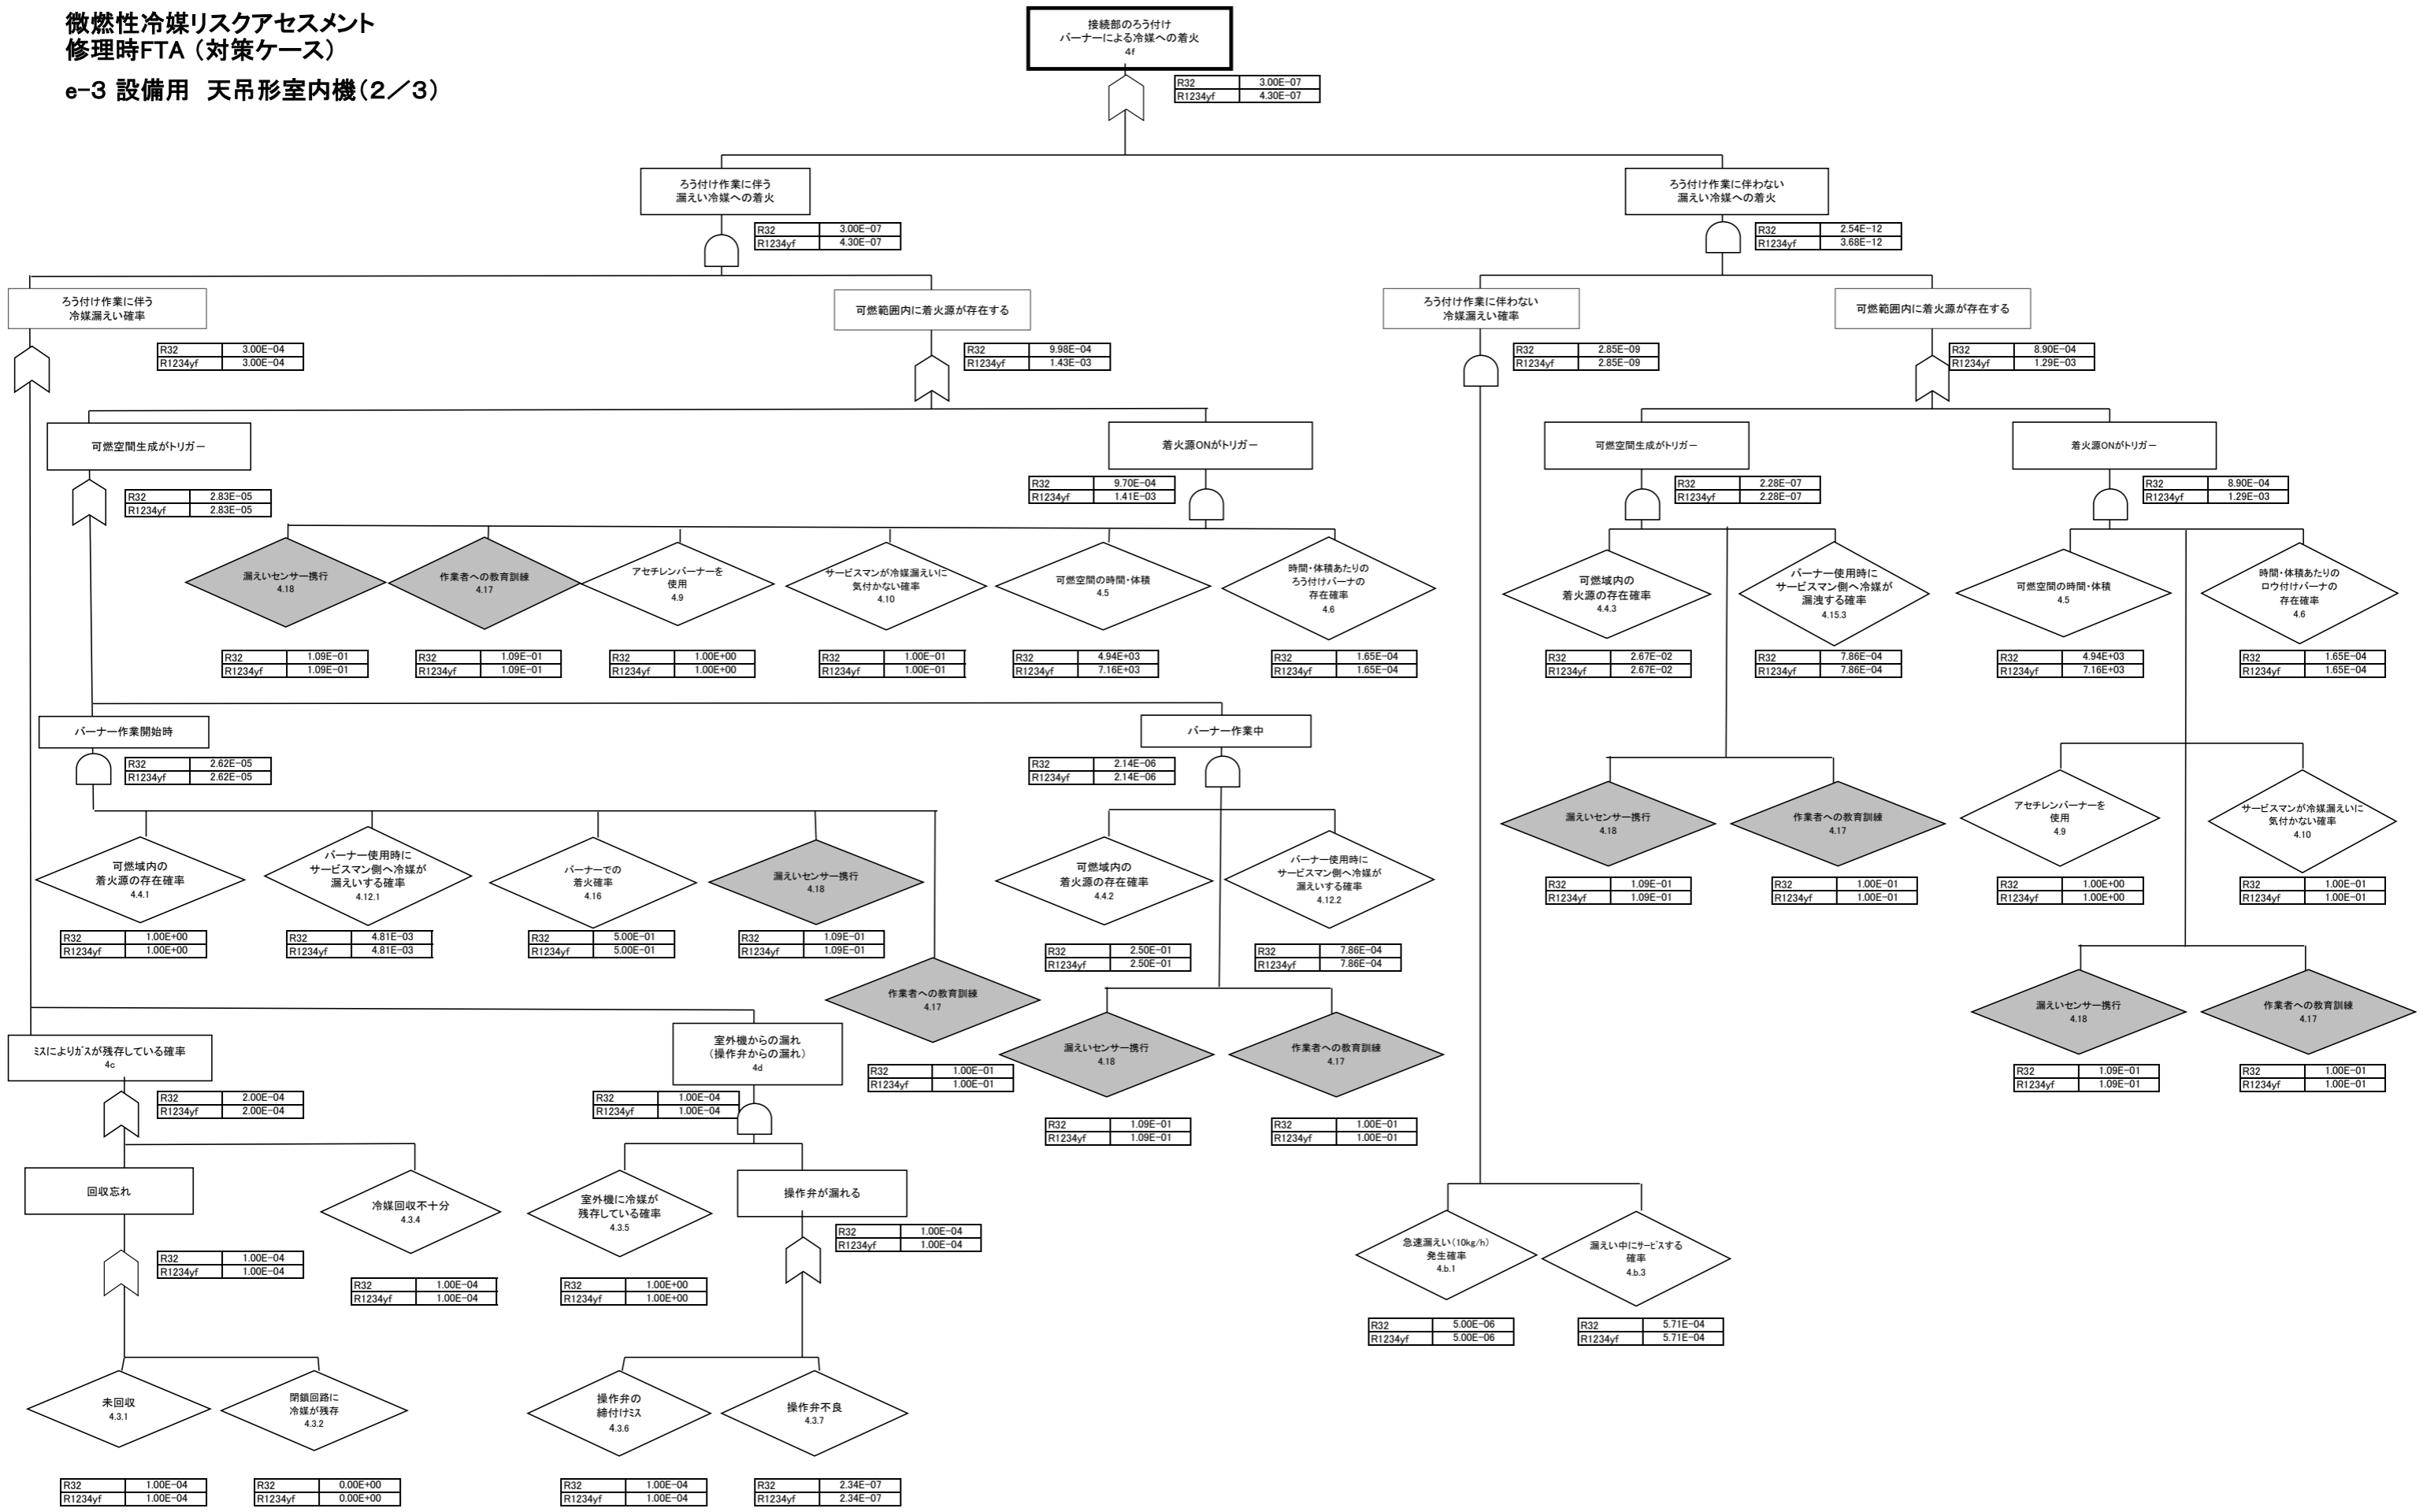 微燃性冷媒リスクアセスメント
修理時FTA（対策ケース）
e-3 設備用　天吊形室内機（２／３）
接続部のろう付け
バーナーによる冷媒への着火
4f
R32 3.00E-07
R1234yf 4.30E-07
ろう付け作業に伴う
漏えい冷媒への着火
R32 3.00E-07
R1234yf 4.30E-07
ろう付け作業に伴わない
漏えい冷媒への着火
R32 2.54E-12
R1234yf 3.68E-12
ろう付け作業に伴う
冷媒漏えい確率
R32 3.00E-04
R1234yf 3.00E-04
可燃範囲内に着火源が存在する
R32 9.98E-04
R1234yf 1.43E-03
ろう付け作業に伴わない
冷媒漏えい確率
R32 2.85E-09
R1234yf 2.85E-09
可燃範囲内に着火源が存在する
R32 8.90E-04
R1234yf 1.29E-03
可燃空間生成がトリガー
R32 2.83E-05
R1234yf 2.83E-05
着火源ONがトリガー
R32 9.70E-04
R1234yf 1.41E-03
可燃空間生成がトリガー
R32 2.28E-07
R1234yf 2.28E-07
着火源ONがトリガー
R32 8.90E-04
R1234yf 1.29E-03
漏えいセンサー携行
4.18
R32 1.09E-01
R1234yf 1.09E-01
作業者への教育訓練
4.17
R32 1.09E-01
R1234yf 1.09E-01
アセチレンバーナーを
使用
4.9
R32 1.00E+00
R1234yf 1.00E+00
サービスマンが冷媒漏えいに
気付かない確率
4.10
R32 1.00E-01
R1234yf 1.00E-01
可燃空間の時間・体積
4.5
R32 4.94E+03
R1234yf 7.16E+03
時間・体積あたりの
ろう付けバーナの
存在確率
4.6
R32 1.65E-04
R1234yf 1.65E-04
可燃域内の
着火源の存在確率
4.4.3
R32 2.67E-02
R1234yf 2.67E-02
バーナー使用時に
サービスマン側へ冷媒が
漏洩する確率
4.15.3
R32 7.86E-04
R1234yf 7.86E-04
可燃空間の時間・体積
4.5
R32 4.94E+03
R1234yf 7.16E+03
時間・体積あたりの
ロウ付けバーナの
存在確率
4.6
R32 1.65E-04
R1234yf 1.65E-04
バーナー作業開始時
R32 2.62E-05
R1234yf 2.62E-05
バーナー作業中
R32 2.14E-06
R1234yf 2.14E-06
可燃域内の
着火源の存在確率
4.4.1
R32 1.00E+00
R1234yf 1.00E+00
バーナー使用時に
サービスマン側へ冷媒が
漏えいする確率
4.12.1
R32 4.81E-03
R1234yf 4.81E-03
バーナーでの
着火確率
4.16
R32 5.00E-01
R1234yf 5.00E-01
漏えいセンサー携行
4.18
R32 1.09E-01
R1234yf 1.09E-01
作業者への教育訓練
4.17
R32 1.00E-01
R1234yf 1.00E-01
可燃域内の
着火源の存在確率
4.4.2
R32 2.50E-01
R1234yf 2.50E-01
バーナー使用時に
サービスマン側へ冷媒が
漏えいする確率
4.12.2
R32 7.86E-04
R1234yf 7.86E-04
漏えいセンサー携行
4.18
R32 1.09E-01
R1234yf 1.09E-01
作業者への教育訓練
4.17
R32 1.00E-01
R1234yf 1.00E-01
漏えいセンサー携行
4.18
R32 1.09E-01
R1234yf 1.09E-01
作業者への教育訓練
4.17
R32 1.00E-01
R1234yf 1.00E-01
アセチレンバーナーを
使用
4.9
R32 1.00E+00
R1234yf 1.00E+00
サービスマンが冷媒漏えいに
気付かない確率
4.10
R32 1.00E-01
R1234yf 1.00E-01
漏えいセンサー携行
4.18
R32 1.09E-01
R1234yf 1.09E-01
作業者への教育訓練
4.17
R32 1.00E-01
R1234yf 1.00E-01
ﾐｽによりｶﾞｽが残存している確率
4c
R32 2.00E-04
R1234yf 2.00E-04
室外機からの漏れ
（操作弁からの漏れ）
4d
R32 1.00E-04
R1234yf 1.00E-04
回収忘れ
R32 1.00E-04
R1234yf 1.00E-04
冷媒回収不十分
4.3.4
R32 1.00E-04
R1234yf 1.00E-04
室外機に冷媒が
残存している確率
4.3.5
R32 1.00E+00
R1234yf 1.00E+00
操作弁が漏れる
R32 1.00E-04
R1234yf 1.00E-04
急速漏えい（10kg/h）
発生確率
4.b.1
R32 5.00E-06
R1234yf 5.00E-06
漏えい中にｻｰﾋﾞｽする
確率
4.b.3
R32 5.71E-04
R1234yf 5.71E-04
未回収
4.3.1
R32 1.00E-04
R1234yf 1.00E-04
閉鎖回路に
冷媒が残存
4.3.2
R32 0.00E+00
R1234yf 0.00E+00
操作弁の
締付けﾐｽ
4.3.6
R32 1.00E-04
R1234yf 1.00E-04
操作弁不良
4.3.7
R32 2.34E-07
R1234yf 2.34E-07